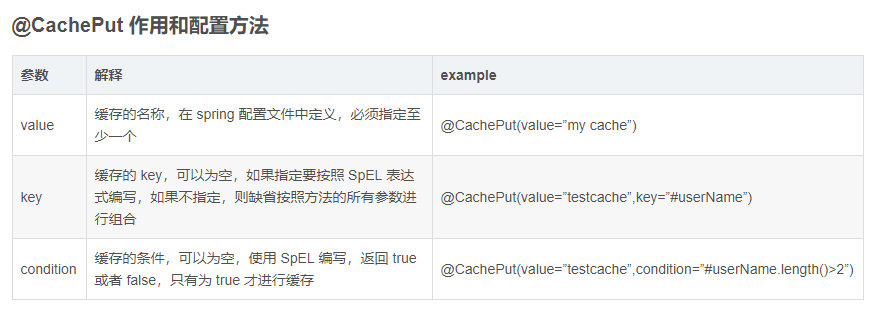 @CachePut 作用和配置方法
参数 解释 example
value 缓存的名称，在 spring 配置文件中定义，必须指定至 @CachePut(value=”my cache”)
少一个
缓存的 key，可以为空，如果指定要按照 SpEL 表达
key 式编写，如果不指定，则缺省按照方法的所有参数进 @CachePut(value=”testcache”,key=”#userName”)
行组合
condition 缓存的条件，可以为空，使用 SpEL 编写，返回 true @CachePut(value=”testcache”,condition=”#userName.length()>2”)
或者 false，只有为 true 才进行缓存